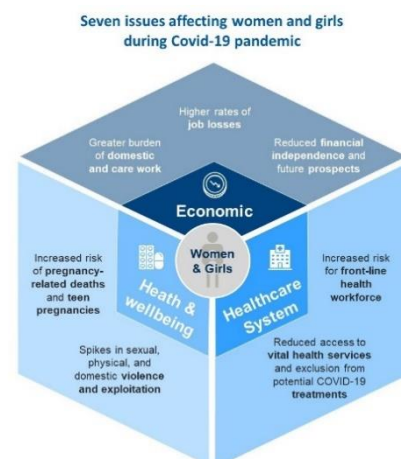 Seven issues affecting women and girls
during Covid-19 pandemic
Higher rates of
job losses
Greater burden
of domestic
and care work
Reduced financial
independence and
future prospects
Economic
Women
& Girls
Heath &
wellbeing
Healthcare
System
Increased risk
of pregnancy-
related deaths
and teen
pregnancies
Spikes in sexual,
physical, and
domestic violence
and exploitation
Increased risk
for front-line
health
workforce
Reduced access to
vital health services
and exclusion from
potential COVID-19
treatments